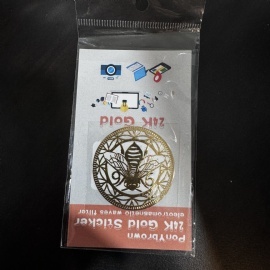 PonYbrown
24K Gold Sticker
electromagnetic waves filter
24K Gold